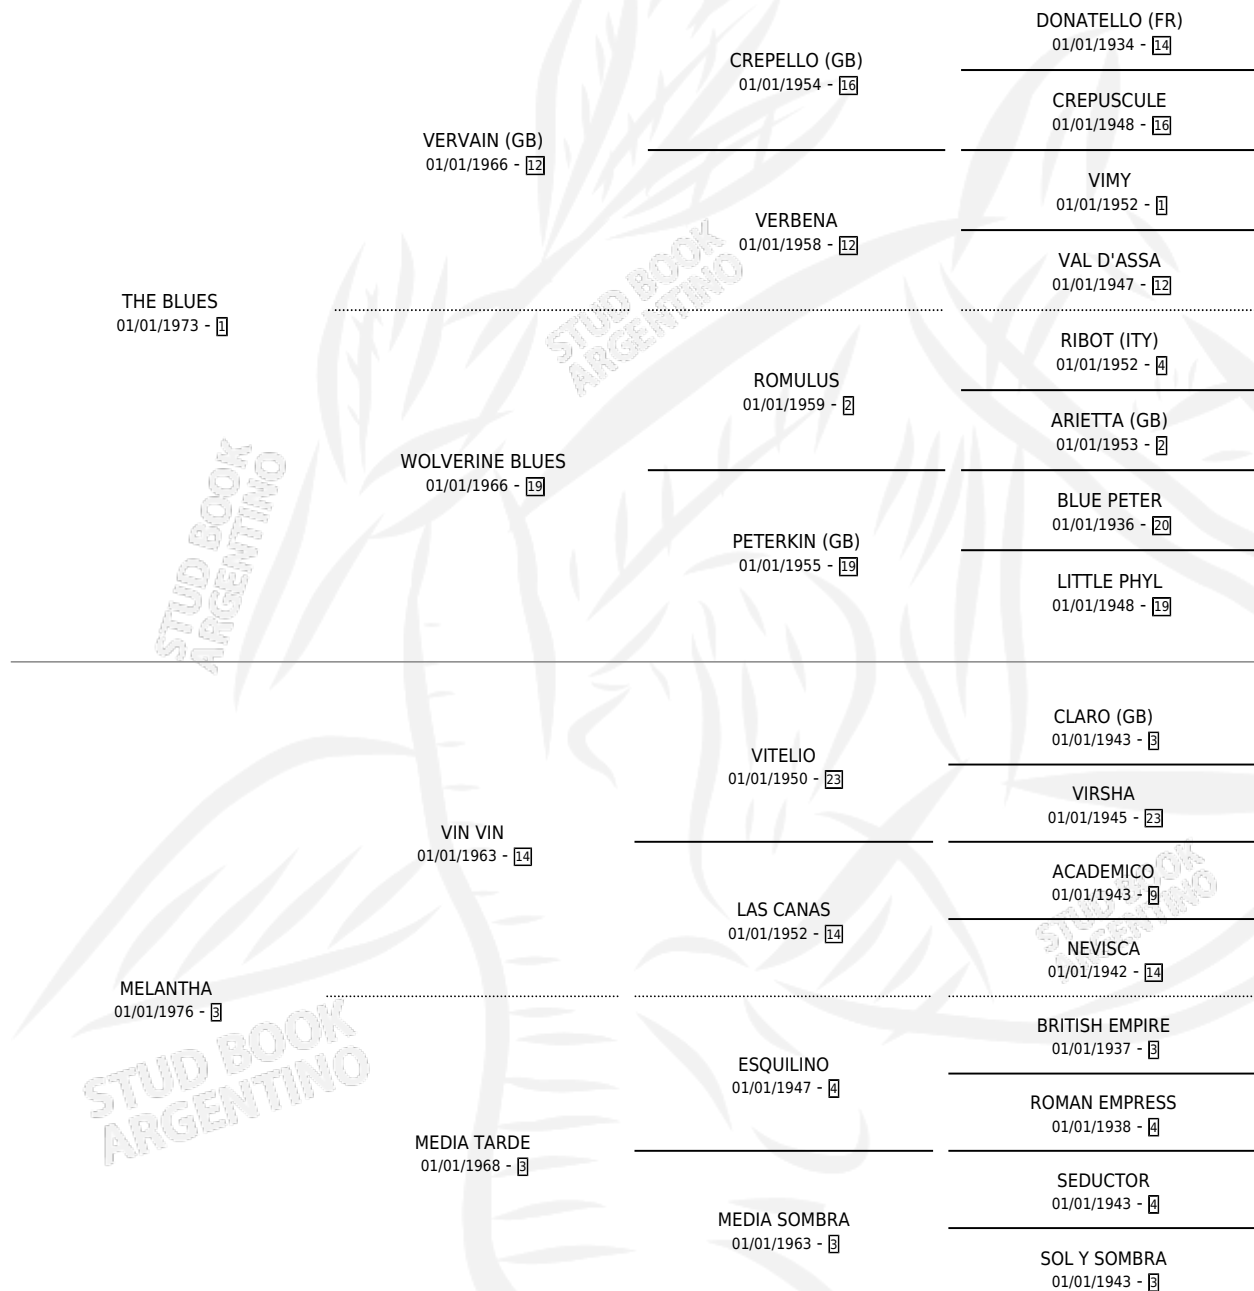 DONATELLO (FR)
01/01/1934 - 14
CREPELLO (GB)
01/01/1954 - 16
CREPUSCULE
01/01/1948 - 16
VERVAIN (GB)
01/01/1966 - 12
VIMY
01/01/1952 - 1
VERBENA
01/01/1958 - 12
VAL D'ASSA
01/01/1947 - 12
THE BLUES
01/01/1973 - 1
RIBOT (ITY)
01/01/1952 - 4
ROMULUS
01/01/1959 - 2
ARIETTA (GB)
01/01/1953 - 2
WOLVERINE BLUES
01/01/1966 - 19
BLUE PETER
01/01/1936 - 20
PETERKIN (GB)
01/01/1955 - 19
LITTLE PHYL
01/01/1948 - 19
CLARO (GB)
01/01/1943 - 3
VITELIO
01/01/1950 - 23
VIRSHA
01/01/1945 - 23
VIN VIN
01/01/1963 - 14
ACADEMICO
01/01/1943 - 9
LAS CANAS
01/01/1952 - 14
NEVISCA
01/01/1942 - 14
MELANTHA
01/01/1976 - 3
BRITISH EMPIRE
01/01/1937 - 3
ESQUILINO
01/01/1947 - 4
ROMAN EMPRESS
01/01/1938 - 4
MEDIA TARDE
01/01/1968 - 3
SEDUCTOR
01/01/1943 - 4
MEDIA SOMBRA
01/01/1963 - 3
SOL Y SOMBRA
01/01/1943 - 3
STUD BOOK
ARGENTINO
STUD BOOK
ARGENTINO
STUD BOOK
ARGENTINO
STUD BOOK
ARGENTINO